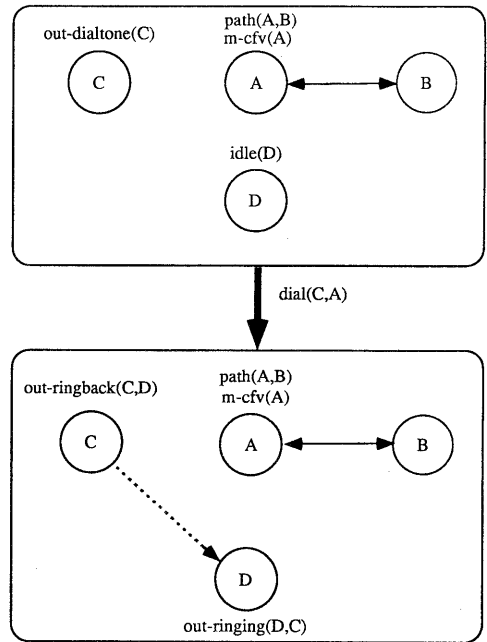 path(A,B)
out-dialtone(C)
m-cfv(A)
C
A
B
idle(D)
D
dial(C,A)
path(A,B)
out-ringback(C,D)
m-cfv(A)
C
A
B
D
out-ringing(D,C)